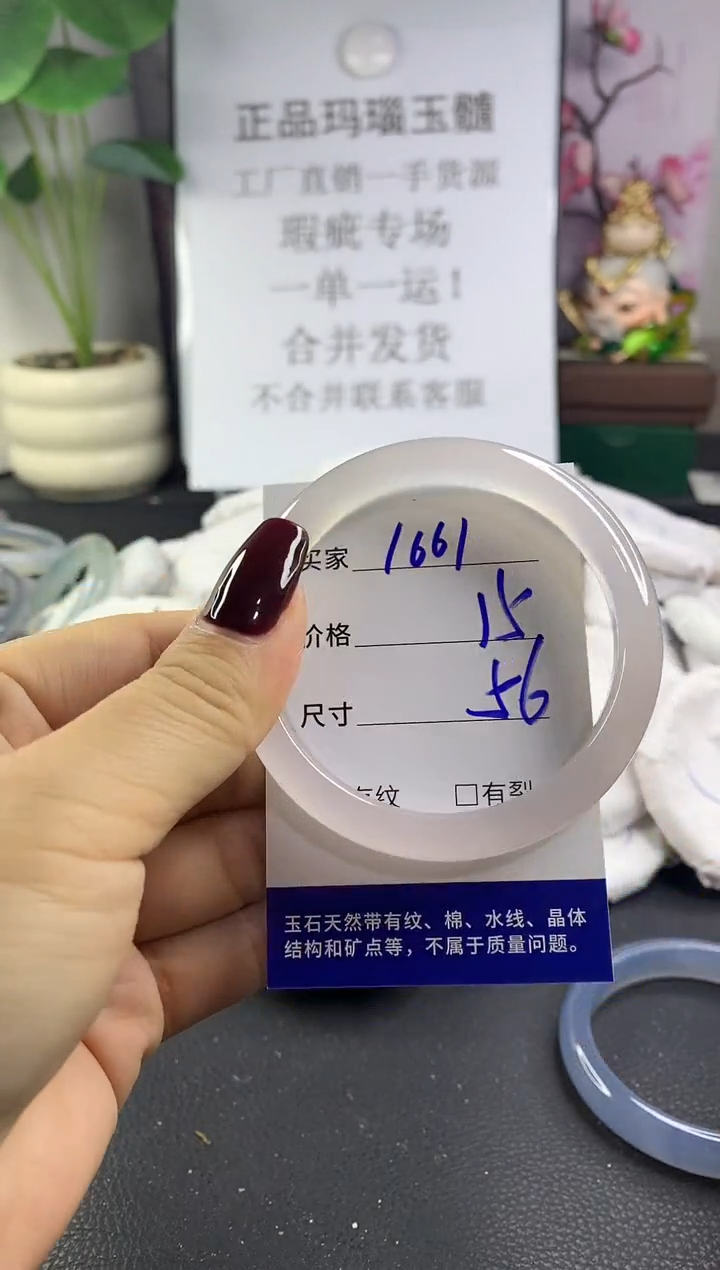 正品玛瑙玉髓
工厂直销一手货源
瑕疵专场
一单一运！
合并发货
不合并联系客服
买家 1661
价格 15
尺寸 56
纹 □有裂
玉石天然带有纹、棉、水线、晶体
结构和矿点等，不属于质量问题。